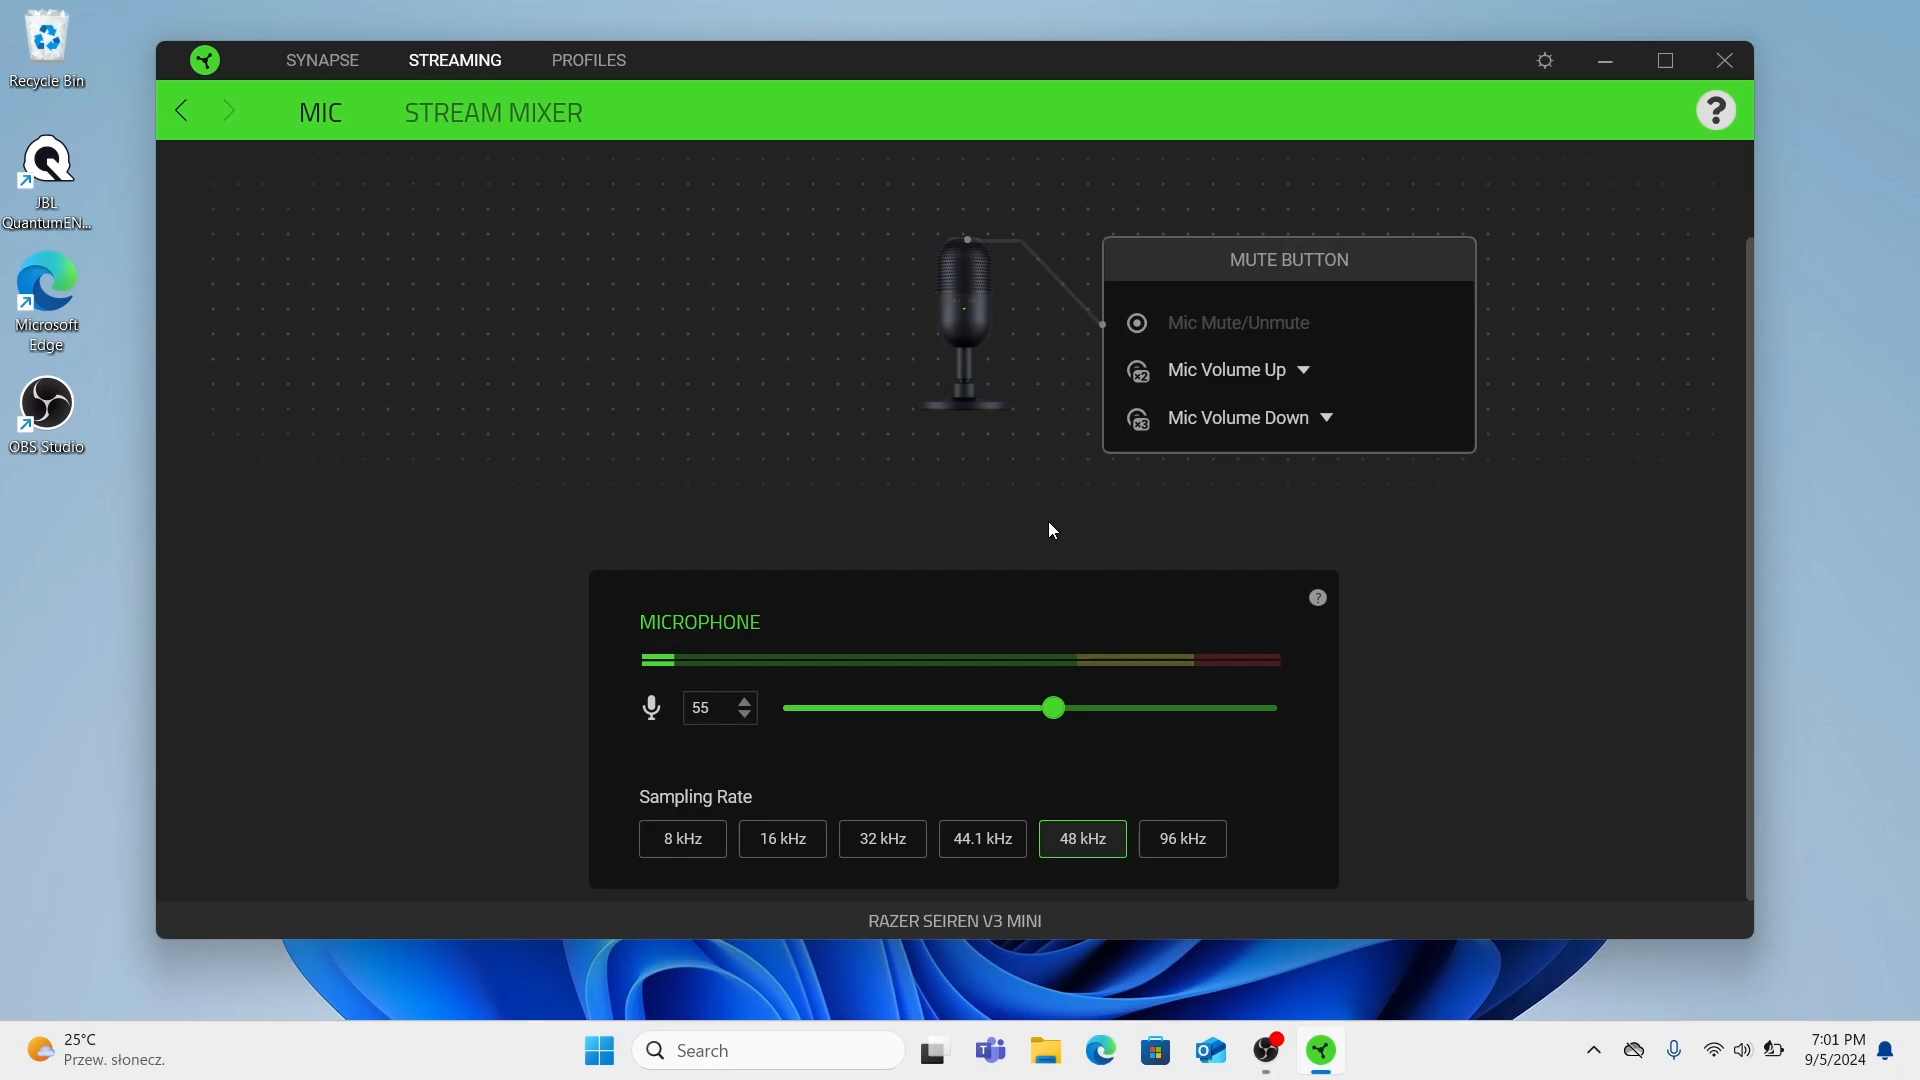 Recycle Bin
JBL
QuantumEN...
Microsoft
Edge
OBS Studio
SYNAPSE
STREAMING
PROFILES
MIC
STREAM MIXER
?
MUTE BUTTON
Mic Mute/Unmute
x2
Mic Volume Up
x3
Mic Volume Down
?
MICROPHONE
55
Sampling Rate
8 kHz
16 kHz
32 kHz
44.1 kHz
48 kHz
96 kHz
RAZER SEIREN V3 MINI
25°C
Przew. słonecz.
Search
7:01 PM
9/5/2024